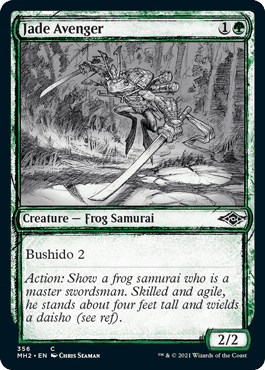 Jade Avenger 1
Creature — Frog Samurai
Bushido 2
Action: Show a frog samurai who is a
master swordsman. Skilled and agile,
he stands about four feet tall and wields
a daisho (see ref).
2/2
356 C
MH2 • EN Chris Seaman
™ & © 2021 Wizards of the Coast